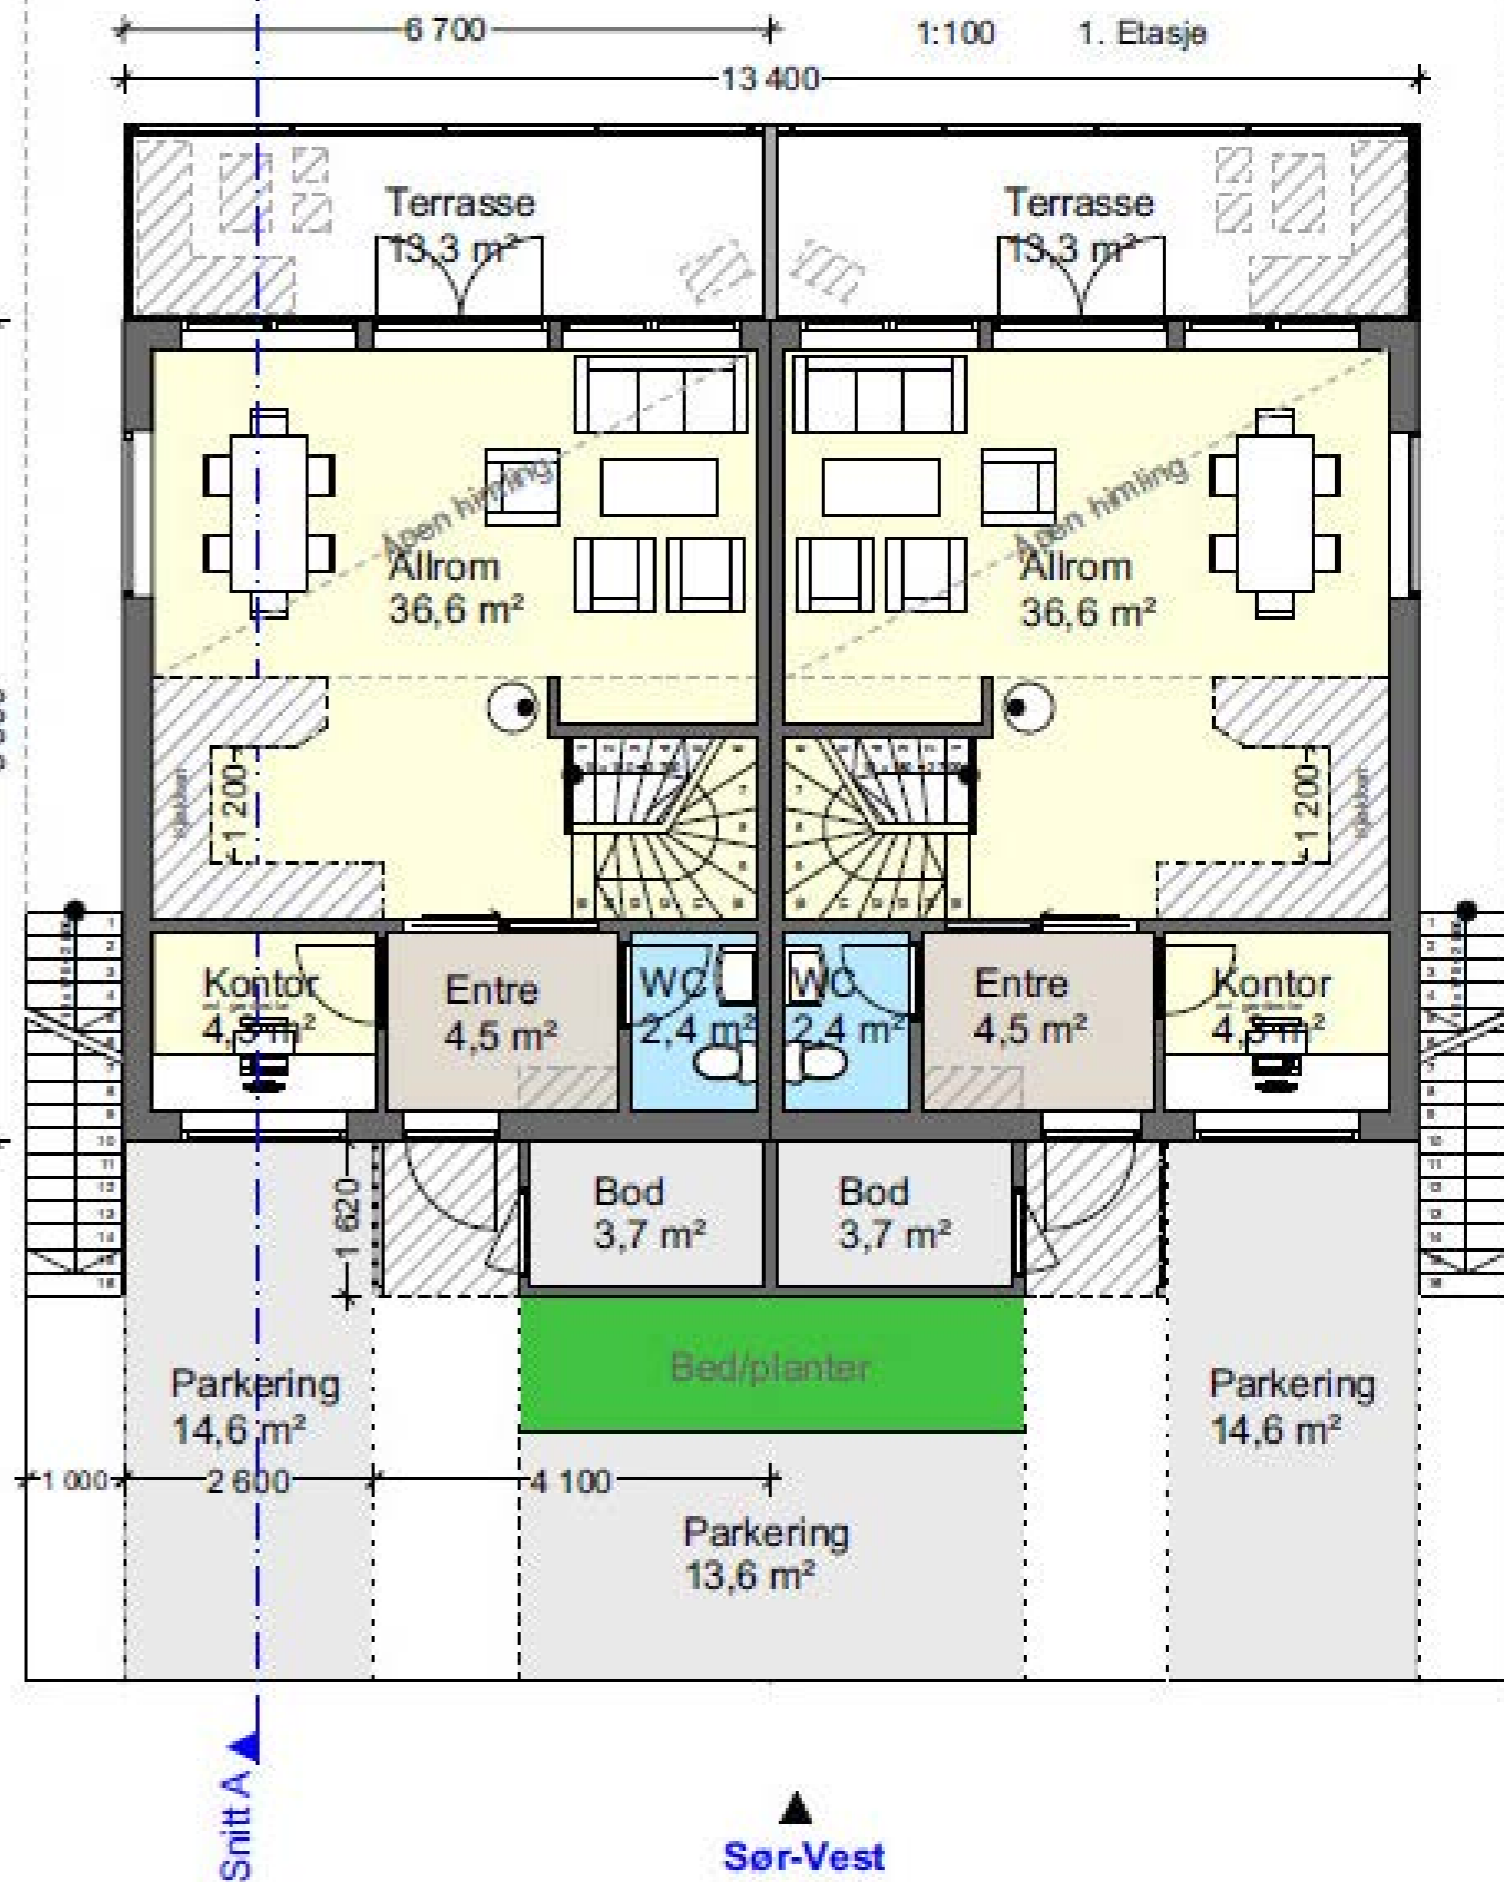 6 700
1:100 1. Etasje
13 400
Terrasse
13,3 m²
Terrasse
13,3 m²
Åpen himling
Allrom
36,6 m²
Åpen himling
Allrom
36,6 m²
1 200
1 200
Kontor
4,3 m²
Entre
4,5 m²
WC
2,4 m²
WC
2,4 m²
Entre
4,5 m²
Kontor
4,3 m²
1 620
Bod
3,7 m²
Bod
3,7 m²
Bed/planter
Parkering
14,6 m²
Parkering
14,6 m²
1 000
2 600
4 100
Parkering
13,6 m²
Snitt A
Sør-Vest